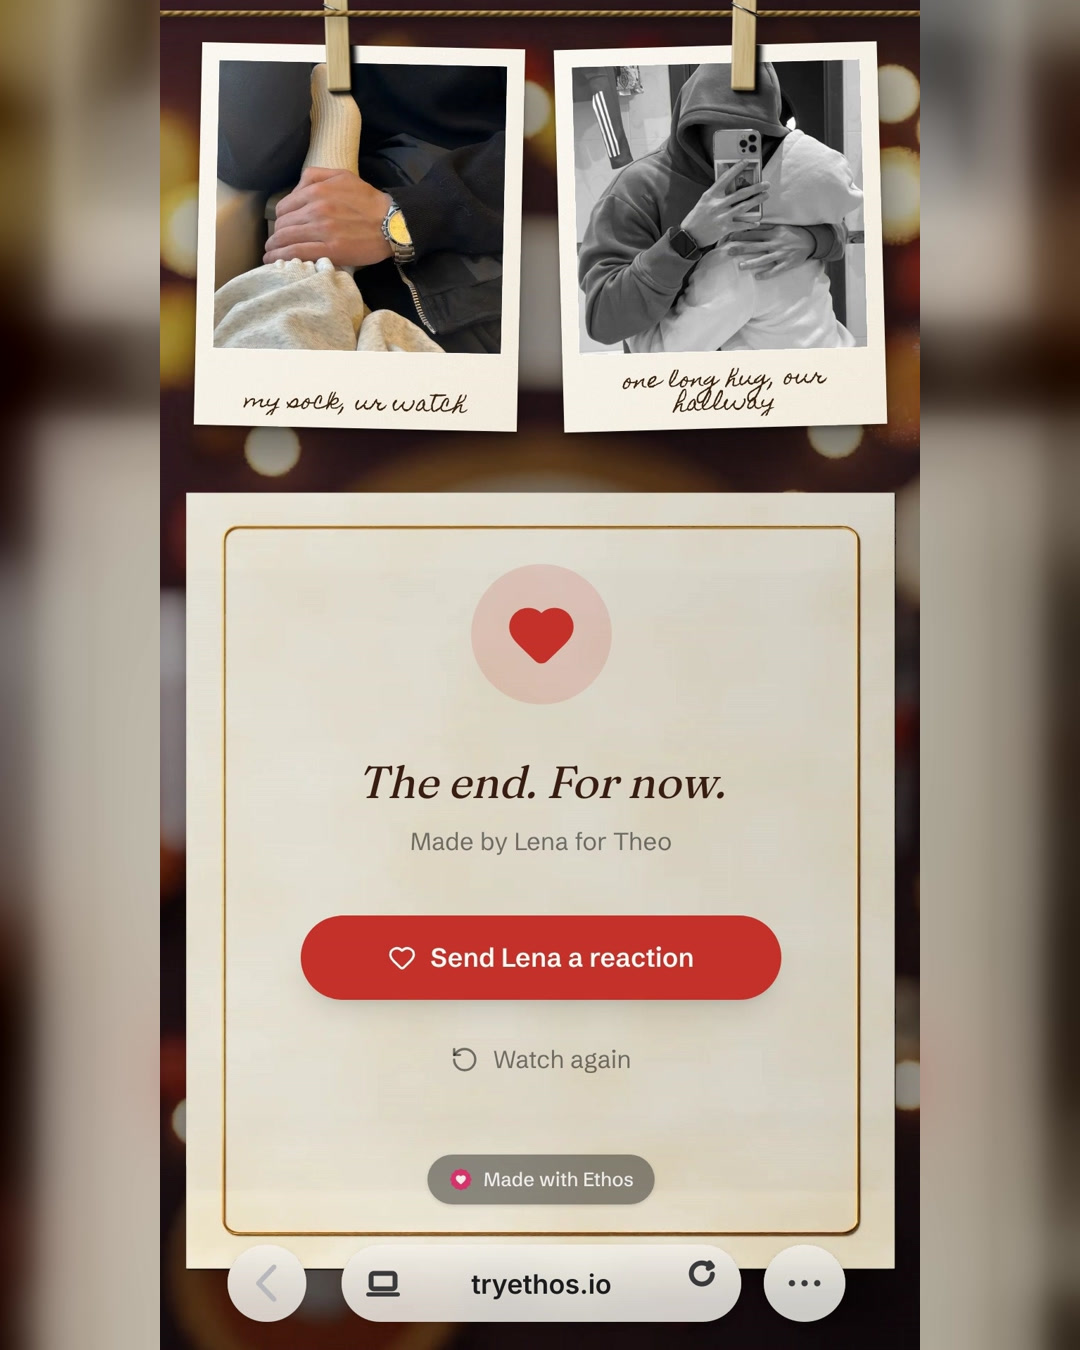 my sock, ur watch
one long hug, our
hallway
The end. For now.
Made by Lena for Theo
Send Lena a reaction
Watch again
Made with Ethos
tryethos.io